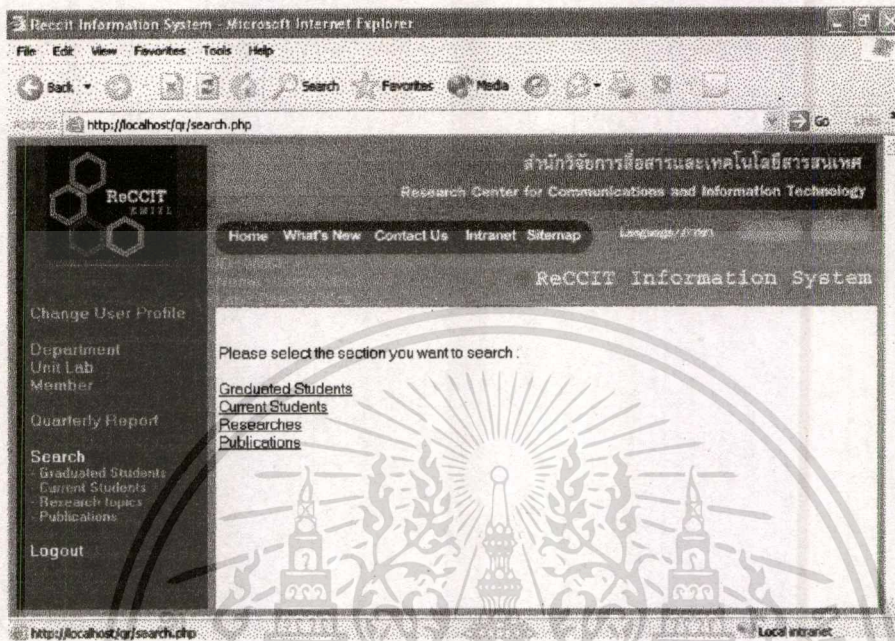 Reccit Information System - Microsoft Internet Explorer
File Edit View Favorites Tools Help
Back Search Favorites Media
Address http://localhost/qr/search.php Go Links
ReCCIT
KMITL
สำนักวิจัยการสื่อสารและเทคโนโลยีสารสนเทศ
Research Center for Communications and Information Technology
Home What's New Contact Us Intranet Sitemap
ReCCIT Information System
Change User Profile
Department
Unit Lab
Member
Quarterly Report
Search
- Graduated Students
- Current Students
- Research topics
- Publications
Logout
Please select the section you want to search :
Graduated Students
Current Students
Researches
Publications
http://localhost/qr/search.php Local intranet